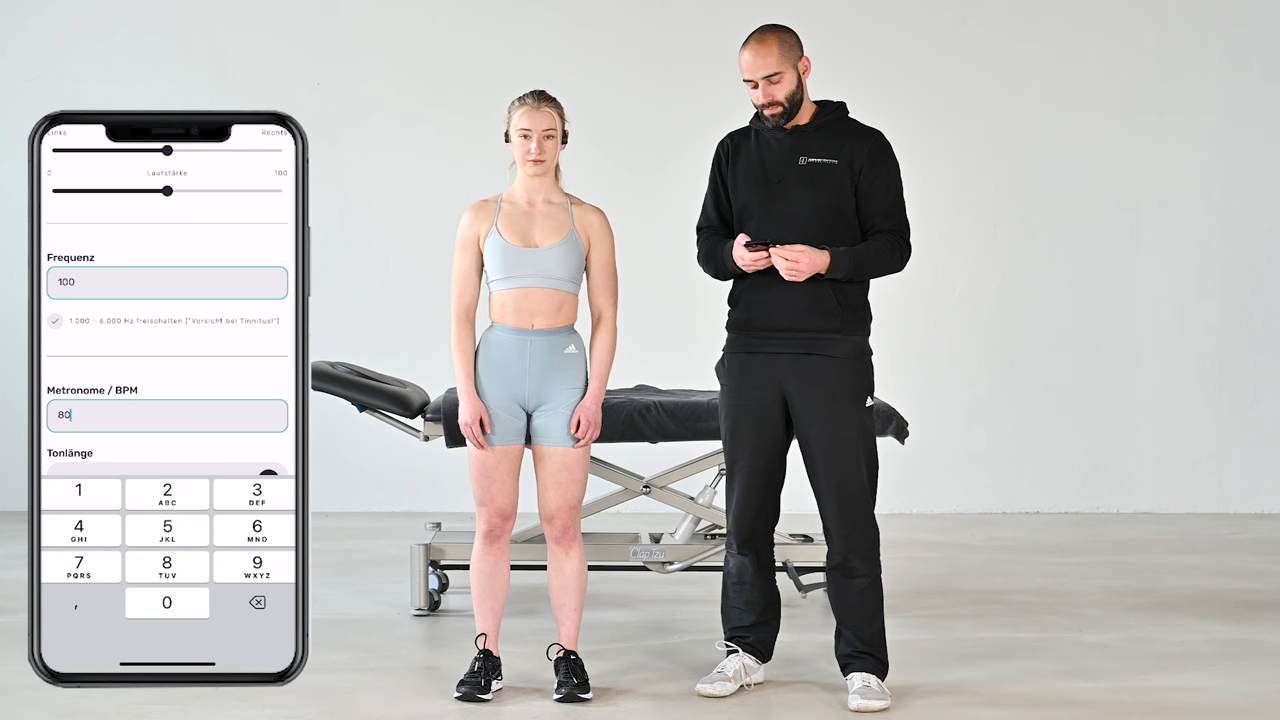 Links Rechts
0 Lautstärke 100
Frequenz
100
1.000 - 6.000 Hz freischalten ["Vorsicht bei Tinnitus!"]
Metronome / BPM
80
Tonlänge
1 2 3
ABC DEF
4 5 6
GHI JKL MNO
7 8 9
PQRS TUV WXYZ
, 0
Clap Tzu